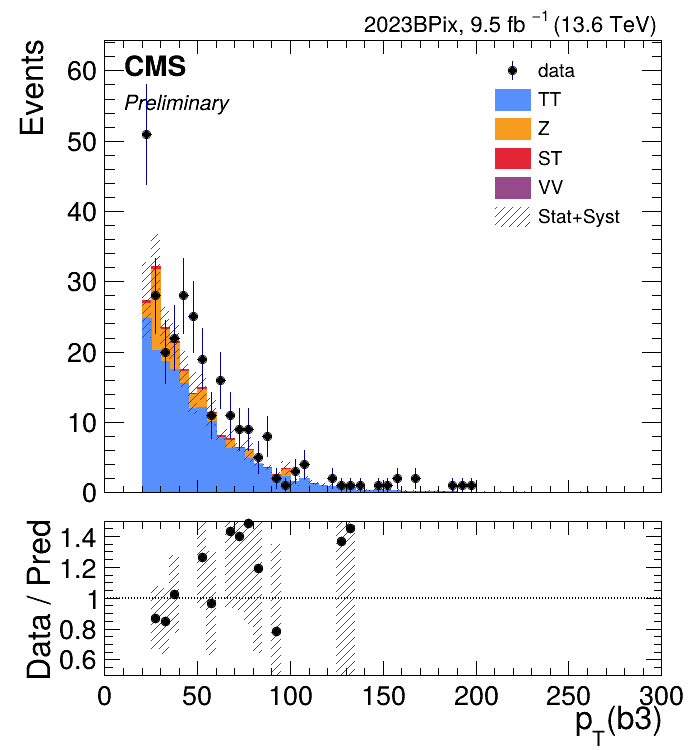 2023BPix, 9.5 fb⁻¹ (13.6 TeV)
Events
CMS
Preliminary
data
TT
Z
ST
VV
Stat+Syst
60
50
40
30
20
10
0
Data / Pred
1.4
1.2
1
0.8
0.6
0 50 100 150 200 250 300
p_T(b3)